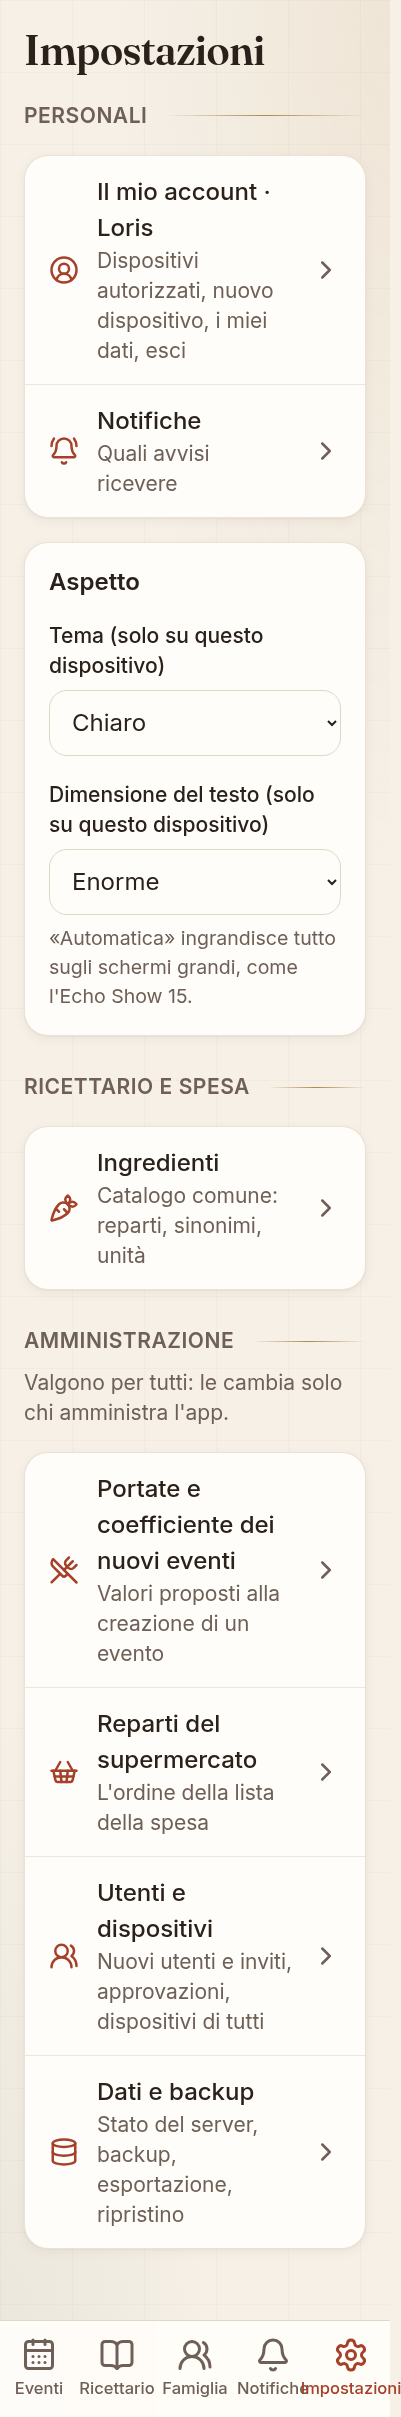 Impostazioni
PERSONALI
Il mio account ·
Loris
Dispositivi
autorizzati, nuovo
dispositivo, i miei
dati, esci
Notifiche
Quali avvisi
ricevere
Aspetto
Tema (solo su questo
dispositivo)
Chiaro
Dimensione del testo (solo
su questo dispositivo)
Enorme
«Automatica» ingrandisce tutto
sugli schermi grandi, come
l'Echo Show 15.
RICETTARIO E SPESA
Ingredienti
Catalogo comune:
reparti, sinonimi,
unità
AMMINISTRAZIONE
Valgono per tutti: le cambia solo
chi amministra l'app.
Portate e
coefficiente dei
nuovi eventi
Valori proposti alla
creazione di un
evento
Reparti del
supermercato
L'ordine della lista
della spesa
Utenti e
dispositivi
Nuovi utenti e inviti,
approvazioni,
dispositivi di tutti
Dati e backup
Stato del server,
backup,
esportazione,
ripristino
Eventi Ricettario Famiglia Notifiche Impostazioni